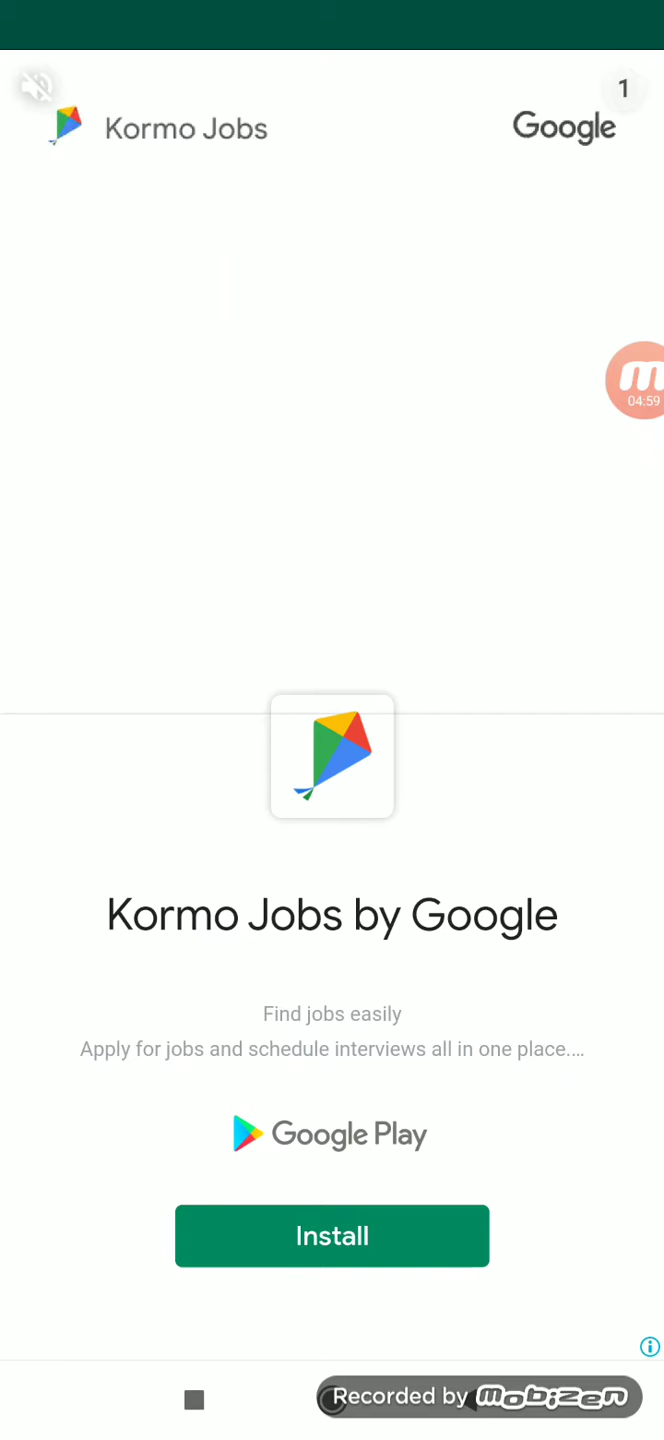 1
Kormo Jobs
Google
04:59
Kormo Jobs by Google
Find jobs easily
Apply for jobs and schedule interviews all in one place....
Google Play
Install
Recorded by mobizen